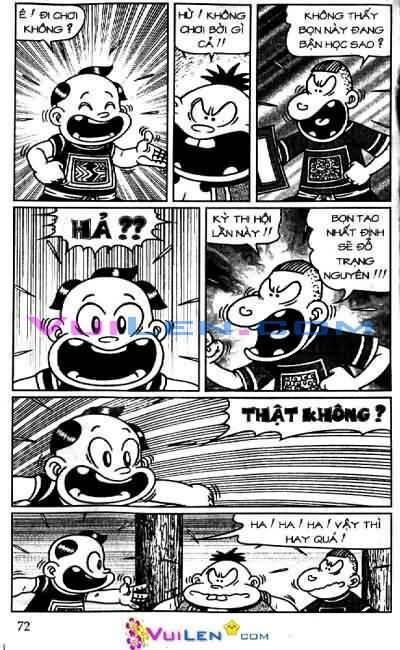 Ê! ĐI CHƠI
KHÔNG?
HỨ! KHÔNG
CHƠI BỜI GÌ
CẢ!!
KHÔNG THẤY
BỌN NÀY ĐANG
BẬN HỌC SAO?
HẢ??
KỲ THI HỘI
LẦN NÀY!!
BỌN TAO
NHẤT ĐỊNH
SẼ ĐỖ
TRẠNG
NGUYÊN!!!
VUILEN.COM
THẬT KHÔNG?
HA! HA! HA! VẬY THÌ
HAY QUÁ!
72
VUILEN.COM